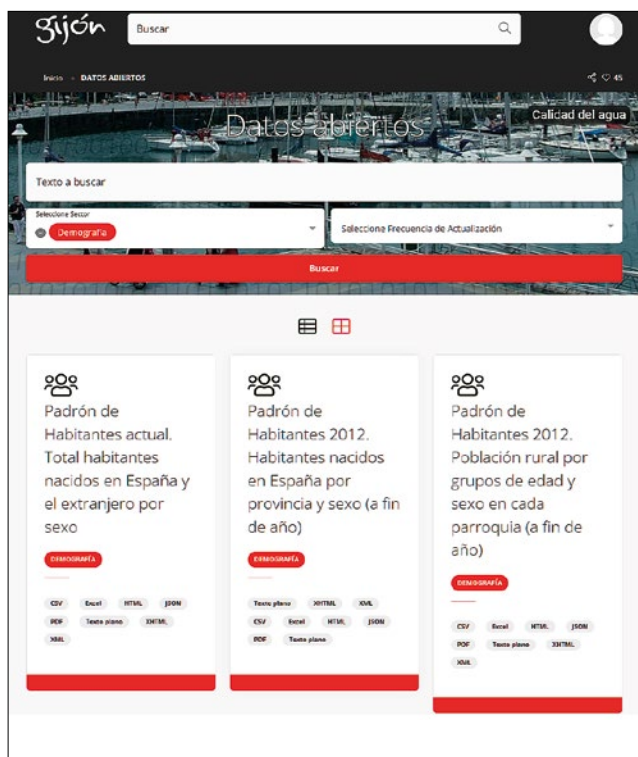 gijón
Buscar
Inicio
DATOS ABIERTOS
45
Datos abiertos
Calidad del agua
Texto a buscar
Seleccione Sector
Demografía
Seleccione Frecuencia de Actualización
Buscar
Padrón de
Habitantes actual.
Total habitantes
nacidos en España y
el extranjero por
sexo
DEMOGRAFÍA
CSV Excel HTML JSON
PDF Texto plano XHTML
XML
Padrón de
Habitantes 2012.
Habitantes nacidos
en España por
provincia y sexo (a fin
de año)
DEMOGRAFÍA
Texto plano XHTML XML
CSV Excel HTML JSON
PDF Texto plano
Padrón de
Habitantes 2012.
Población rural por
grupos de edad y
sexo en cada
parroquia (a fin de
año)
DEMOGRAFÍA
CSV Excel HTML JSON
PDF Texto plano XHTML
XML